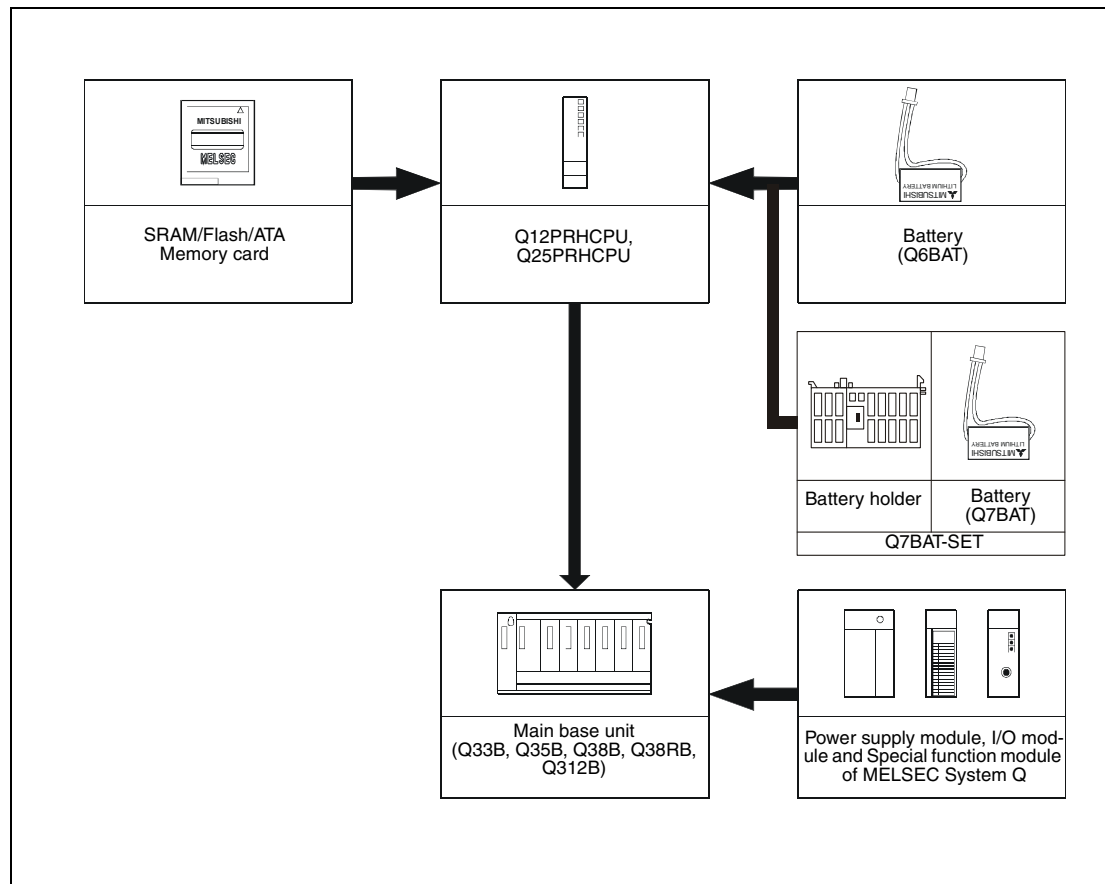 MITSUBISHI
MELSEC
SRAM/Flash/ATA
Memory card
Q12PRHCPU,
Q25PRHCPU
MITSUBISHI
LITHIUM BATTERY
Battery
(Q6BAT)
MITSUBISHI
LITHIUM BATTERY
Battery holder
Battery
(Q7BAT)
Q7BAT-SET
Main base unit
(Q33B, Q35B, Q38B, Q38RB,
Q312B)
Power supply module, I/O mod-
ule and Special function module
of MELSEC System Q